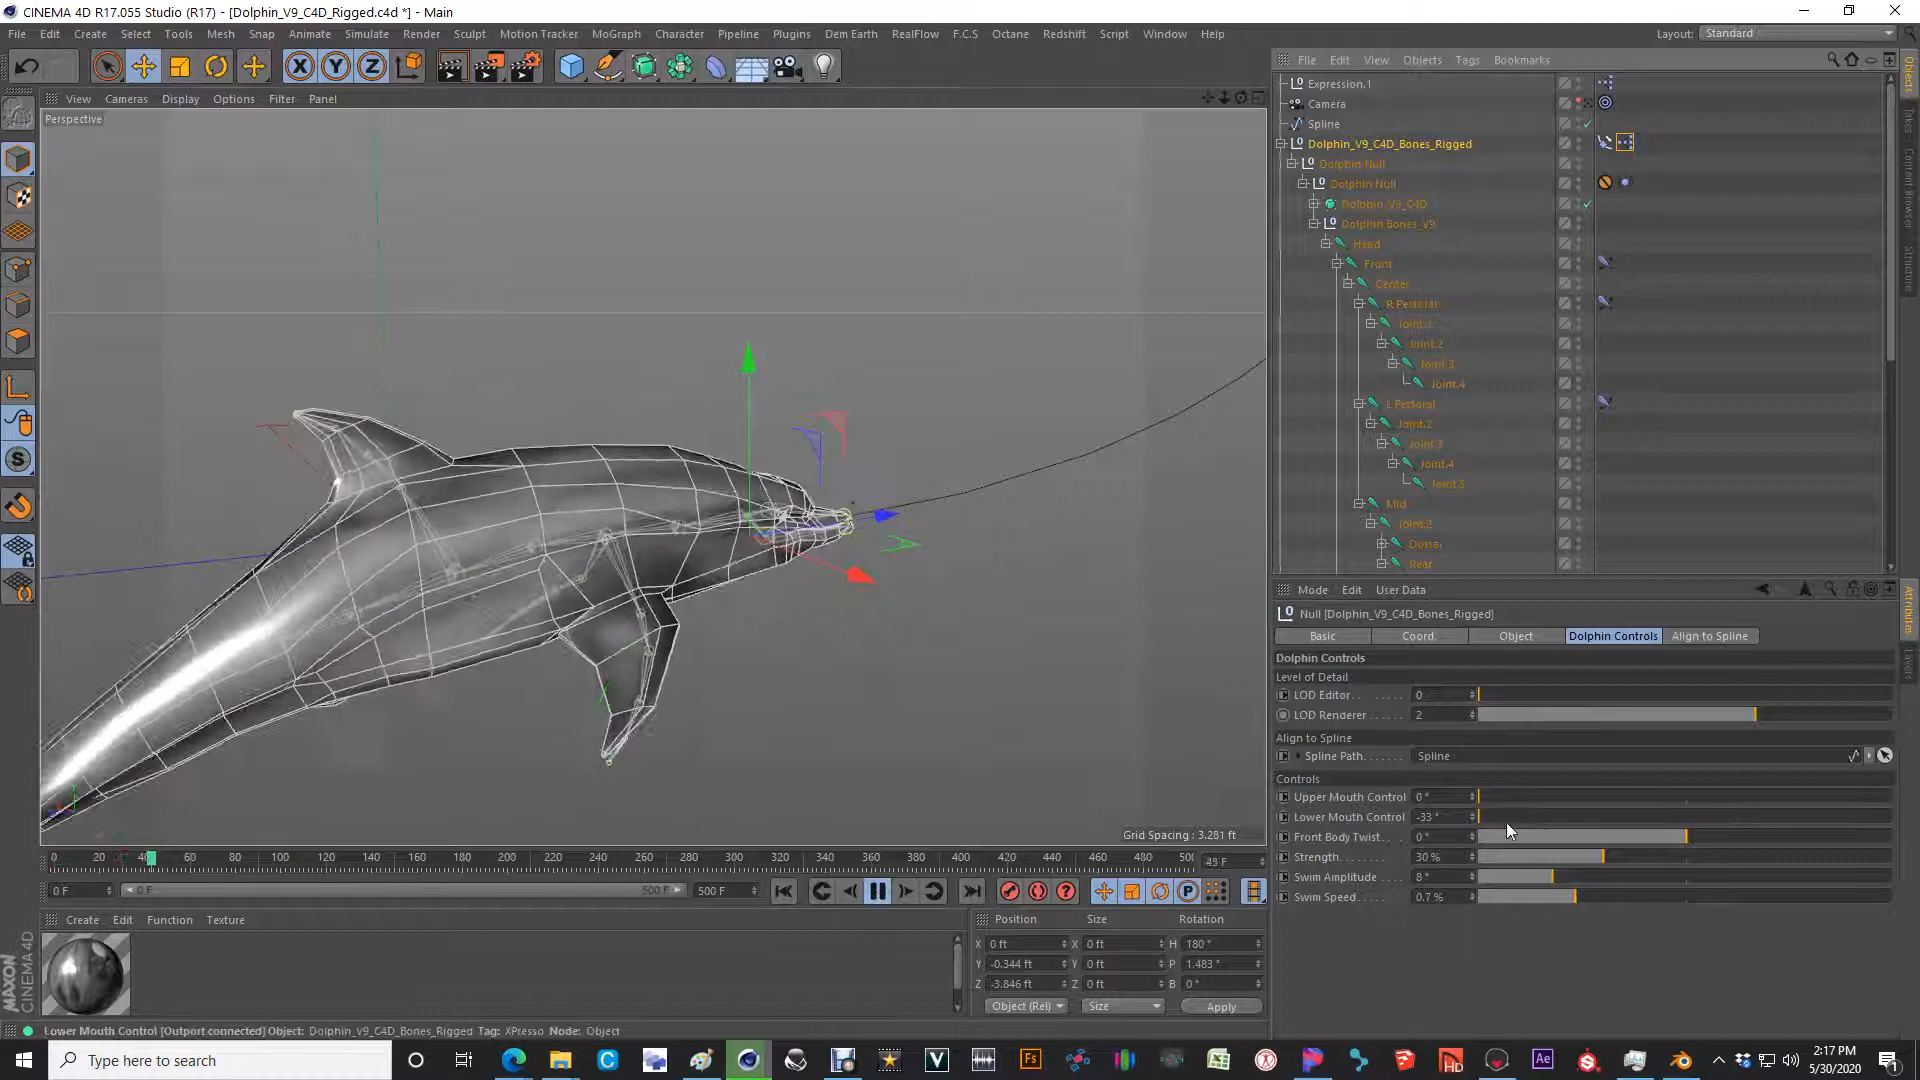 CINEMA 4D R17.055 Studio (R17) - [Dolphin_V9_C4D_Rigged.c4d *] - Main
File Edit Create Select Tools Mesh Snap Animate Simulate Render Sculpt Motion Tracker MoGraph Character Pipeline Plugins Dem Earth RealFlow F.C.S Octane Redshift Script Window Help
Layout: Standard
View Cameras Display Options Filter Panel
Perspective
File Edit View Objects Tags Bookmarks
Expression.1
Camera
Spline
Dolphin_V9_C4D_Bones_Rigged
Dolphin Null
Dolphin Null
Dolphin_V9_C4D
Dolphin Bones_V9
Head
Front
Center
R Pectoral
Joint.1
Joint.2
Joint.3
Joint.4
L Pectoral
Joint.2
Joint.3
Joint.4
Joint.5
Mid
Joint.2
Dorsal
Rear
Objects
Takes
Content Browser
Structure
Attributes
Layers
Mode Edit User Data
Null [Dolphin_V9_C4D_Bones_Rigged]
Basic Coord. Object Dolphin Controls Align to Spline
Dolphin Controls
Level of Detail
LOD Editor 0
LOD Renderer 2
Align to Spline
Spline Path Spline
Controls
Upper Mouth Control 0 °
Lower Mouth Control -33 °
Front Body Twist 0 °
Strength 30 %
Swim Amplitude 8 °
Swim Speed 0.7 %
Grid Spacing : 3.281 ft
0 20 40 60 80 100 120 140 160 180 200 220 240 260 280 300 320 340 360 380 400 420 440 460 480 500
0 F 0 F 500 F 500 F
Create Edit Function Texture
Position Size Rotation
X 0 ft X 0 ft H 180 °
Y -0.344 ft Y 0 ft P 1.483 °
Z -3.846 ft Z 0 ft B 0 °
Object (Rel) Size Apply
MAXON
CINEMA 4D
Lower Mouth Control [Outport connected] Object: Dolphin_V9_C4D_Bones_Rigged Tag: XPresso Node: Object
Type here to search
2:17 PM
5/30/2020